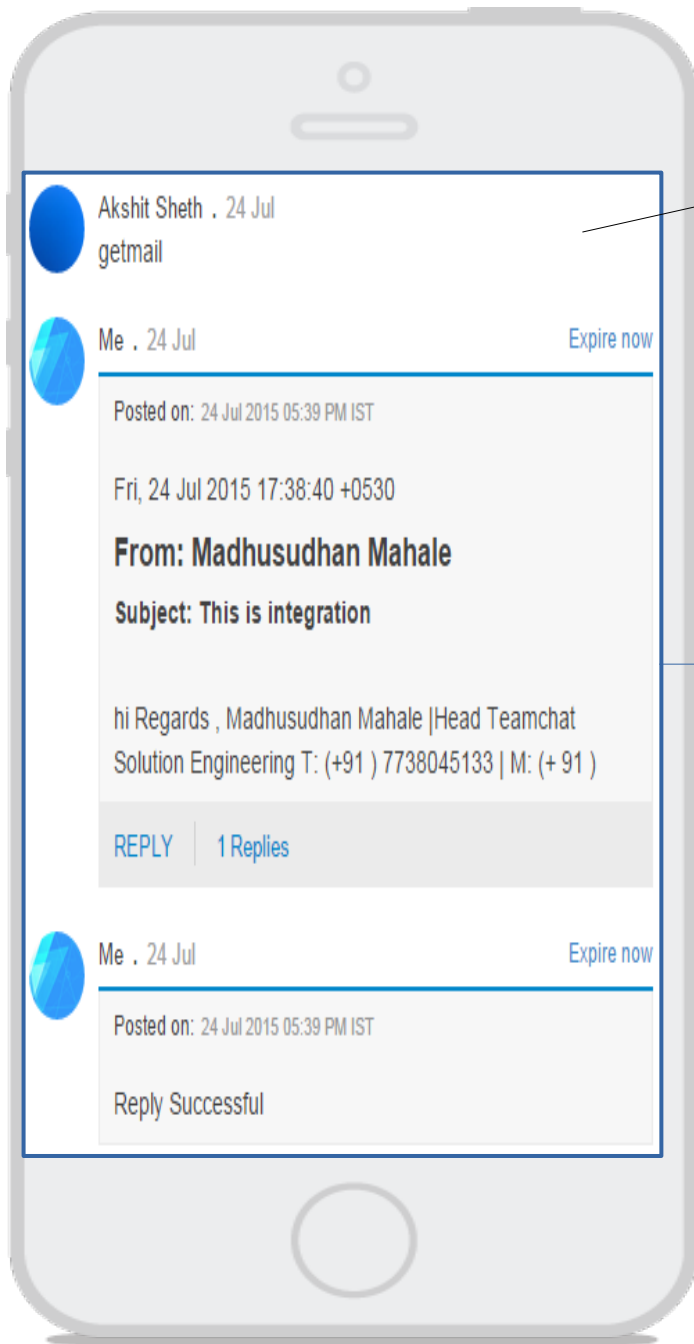 Akshit Sheth . 24 Jul
getmail
Me . 24 Jul Expire now
Posted on: 24 Jul 2015 05:39 PM IST
Fri, 24 Jul 2015 17:38:40 +0530
From: Madhusudhan Mahale
Subject: This is integration
hi Regards , Madhusudhan Mahale |Head Teamchat
Solution Engineering T: (+91 ) 7738045133 | M: (+ 91 )
REPLY 1 Replies
Me . 24 Jul Expire now
Posted on: 24 Jul 2015 05:39 PM IST
Reply Successful